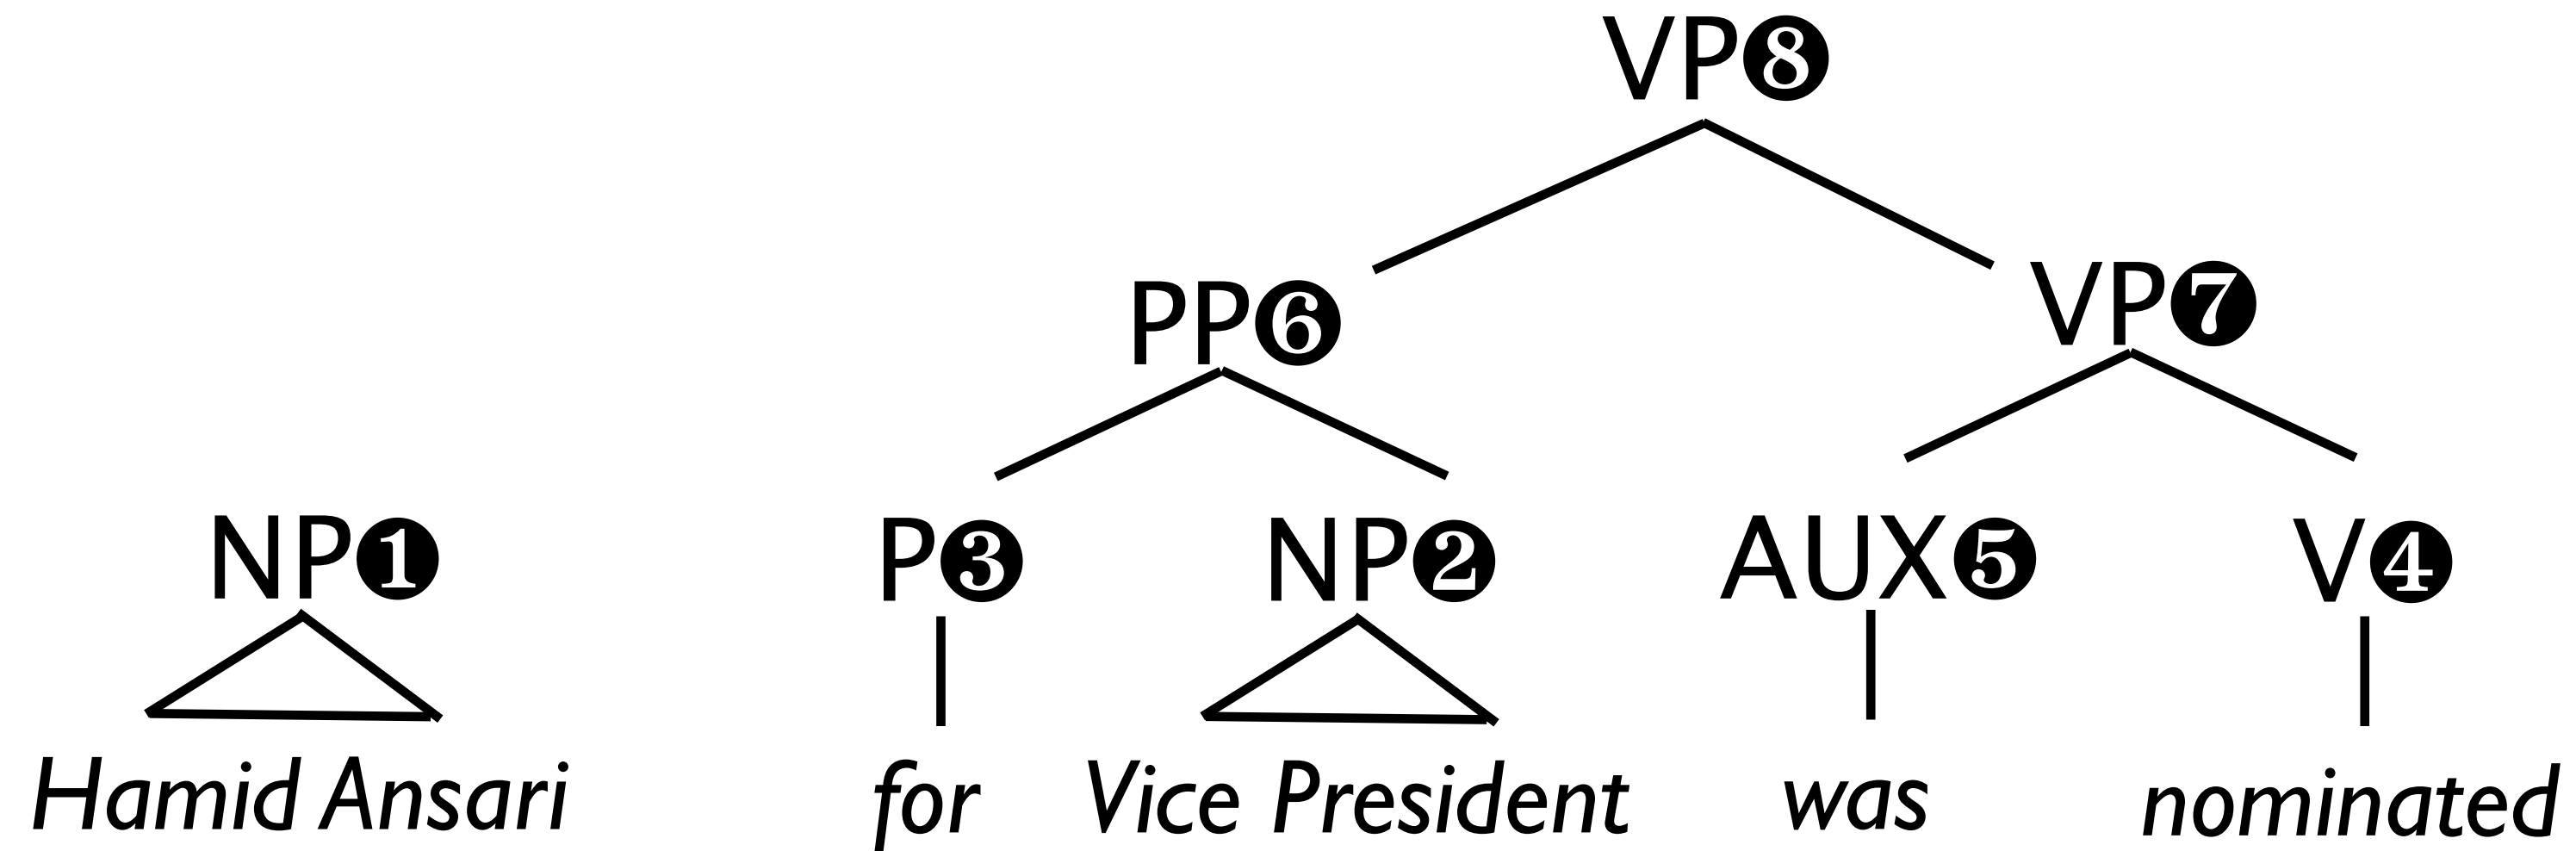 VP❽
PP❻ VP❼
NP❶ P❸ NP❷ AUX❺ V❹
Hamid Ansari for Vice President was nominated